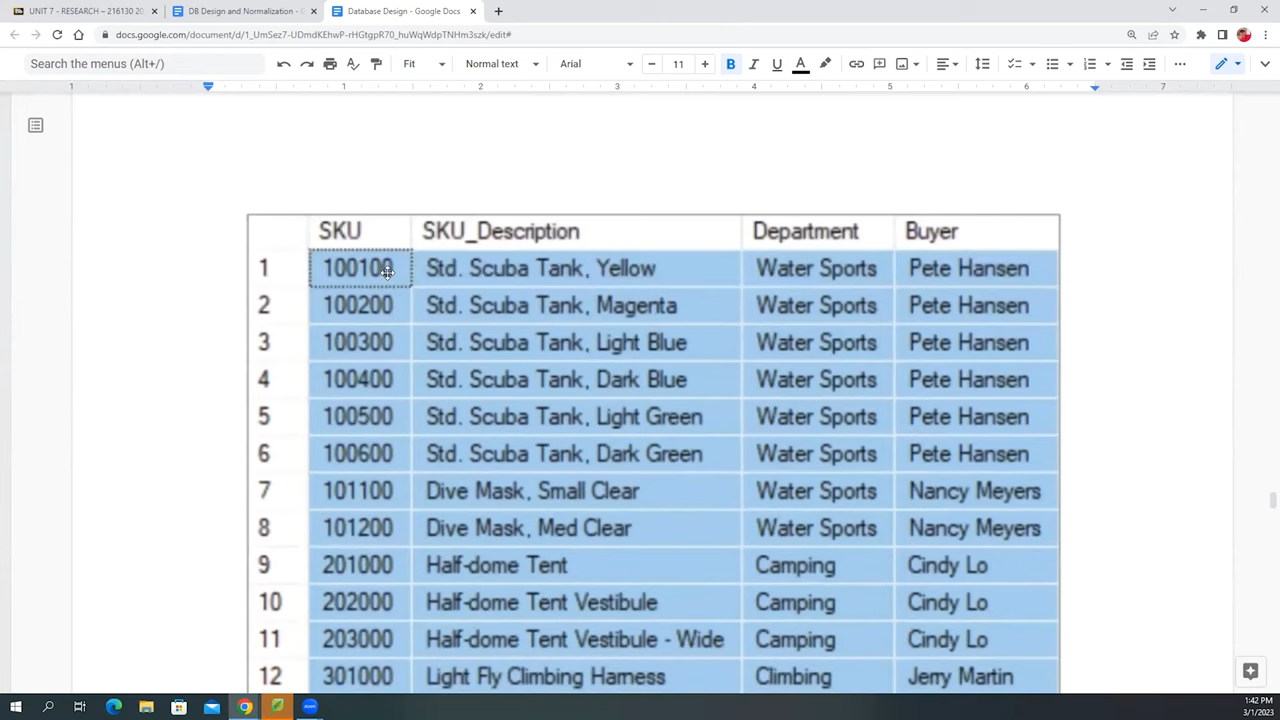 UNIT 7 - RESEARCH – 216130 20
DB Design and Normalization -
Database Design - Google Docs
docs.google.com/document/d/1_UmSez7-UDmdKEhwP-rHGtgpR70_huWqWdpTNHm3szk/edit#
Search the menus (Alt+/)
Fit
Normal text
Arial
11
B I U A
1 1 2 3 4 5 6 7
SKU SKU_Description Department Buyer
1 100100 Std. Scuba Tank, Yellow Water Sports Pete Hansen
2 100200 Std. Scuba Tank, Magenta Water Sports Pete Hansen
3 100300 Std. Scuba Tank, Light Blue Water Sports Pete Hansen
4 100400 Std. Scuba Tank, Dark Blue Water Sports Pete Hansen
5 100500 Std. Scuba Tank, Light Green Water Sports Pete Hansen
6 100600 Std. Scuba Tank, Dark Green Water Sports Pete Hansen
7 101100 Dive Mask, Small Clear Water Sports Nancy Meyers
8 101200 Dive Mask, Med Clear Water Sports Nancy Meyers
9 201000 Half-dome Tent Camping Cindy Lo
10 202000 Half-dome Tent Vestibule Camping Cindy Lo
11 203000 Half-dome Tent Vestibule - Wide Camping Cindy Lo
12 301000 Light Fly Climbing Harness Climbing Jerry Martin
1:42 PM
3/1/2023